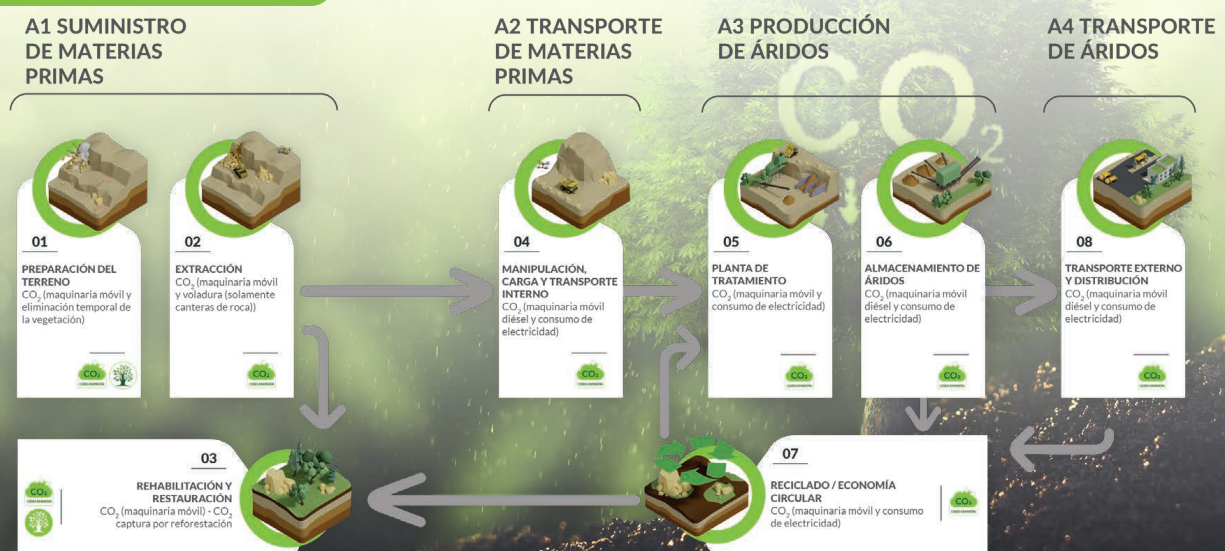 A1 SUMINISTRO
DE MATERIAS
PRIMAS
A2 TRANSPORTE
DE MATERIAS
PRIMAS
A3 PRODUCCIÓN
DE ÁRIDOS
A4 TRANSPORTE
DE ÁRIDOS
CO2
01
PREPARACIÓN DEL
TERRENO
CO2 (maquinaria móvil y
eliminación temporal de
la vegetación)
CO2
02
EXTRACCIÓN
CO2 (maquinaria móvil
y voladura (solamente
canteras de roca))
CO2
04
MANIPULACIÓN,
CARGA Y TRANSPORTE
INTERNO
CO2 (maquinaria móvil
diésel y consumo de
electricidad)
CO2
05
PLANTA DE
TRATAMIENTO
CO2 (maquinaria móvil y
consumo de electricidad)
CO2
06
ALMACENAMIENTO DE
ÁRIDOS
CO2 (maquinaria móvil
diésel y consumo de
electricidad)
CO2
08
TRANSPORTE EXTERNO
Y DISTRIBUCIÓN
CO2 (maquinaria móvil
diésel y consumo de
electricidad)
CO2
03
REHABILITACIÓN Y
RESTAURACIÓN
CO2 (maquinaria móvil) - CO2
captura por reforestación
CO2
07
RECICLADO / ECONOMÍA
CIRCULAR
CO2 (maquinaria móvil y consumo
de electricidad)
CO2